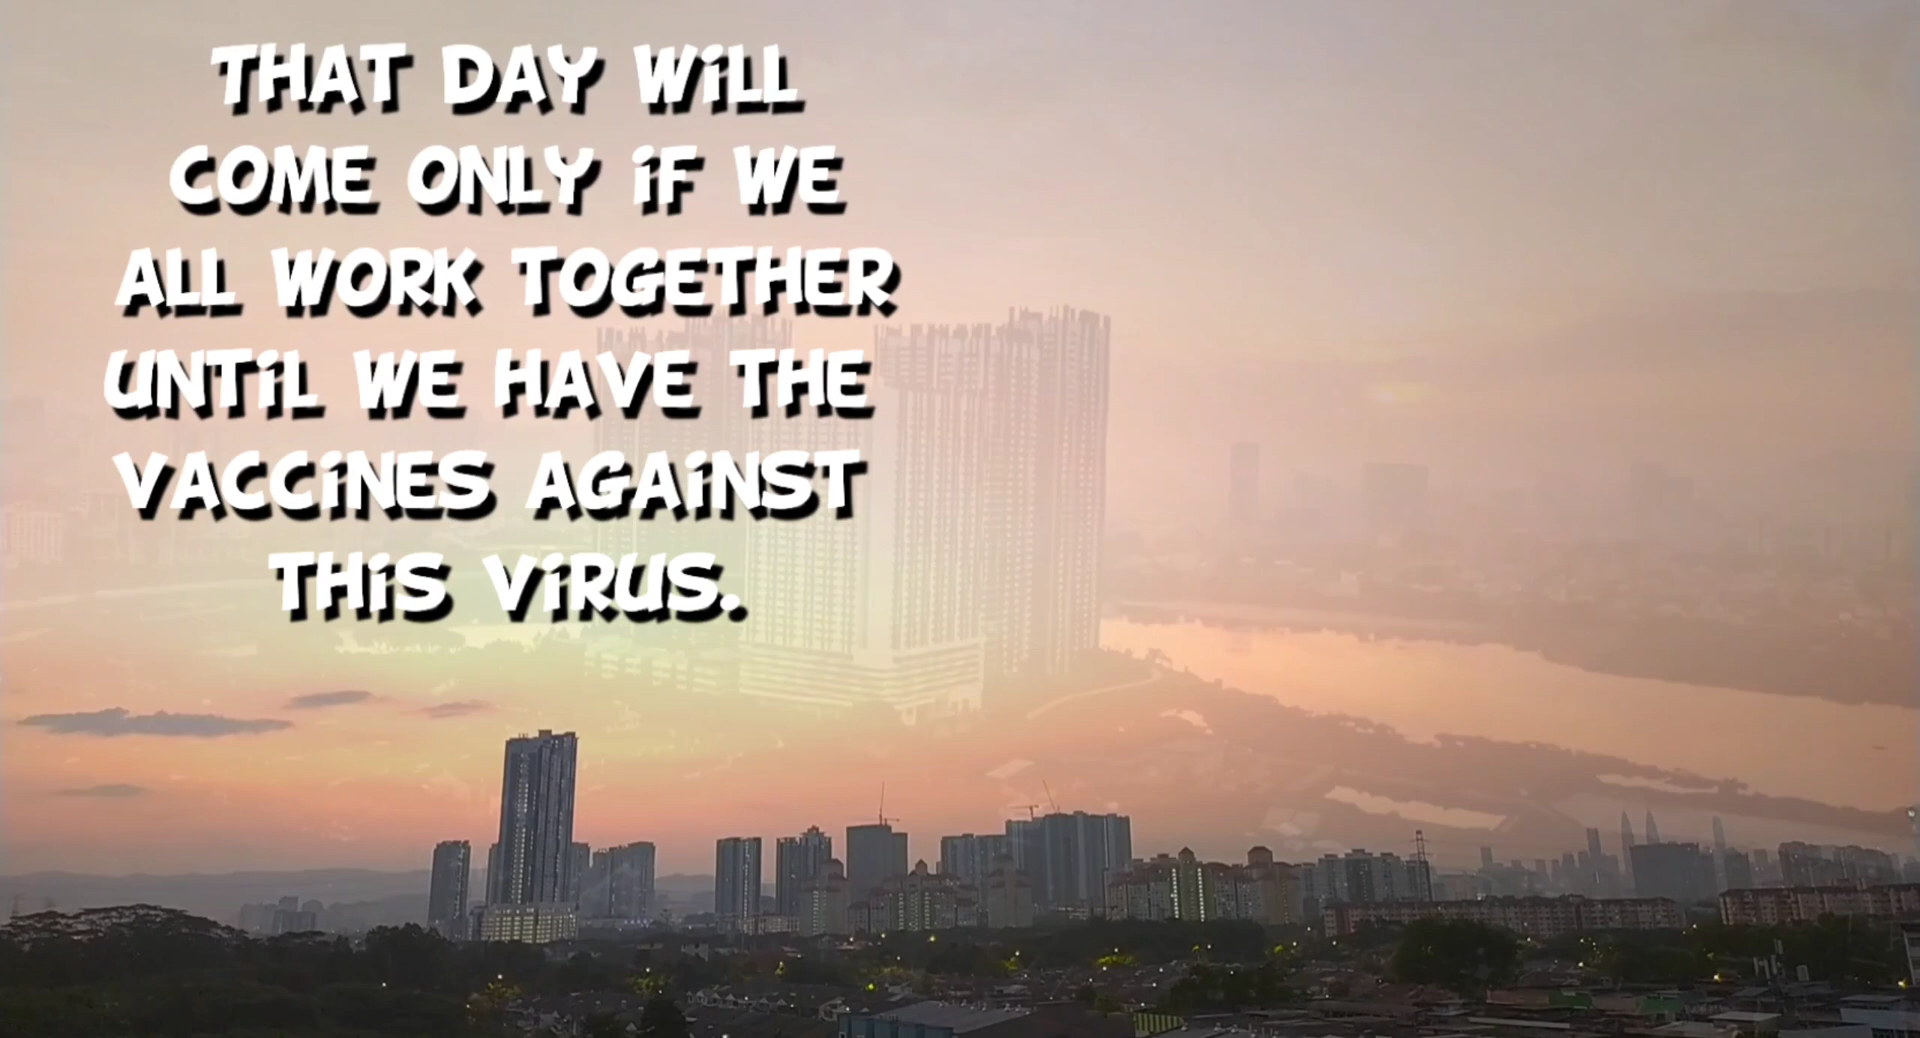 THAT DAY WiLL
COME ONLY iF WE
ALL WORK TOGETHER
UNTiL WE HAVE THE
VACCiNES AGAiNST
THiS ViRUS.